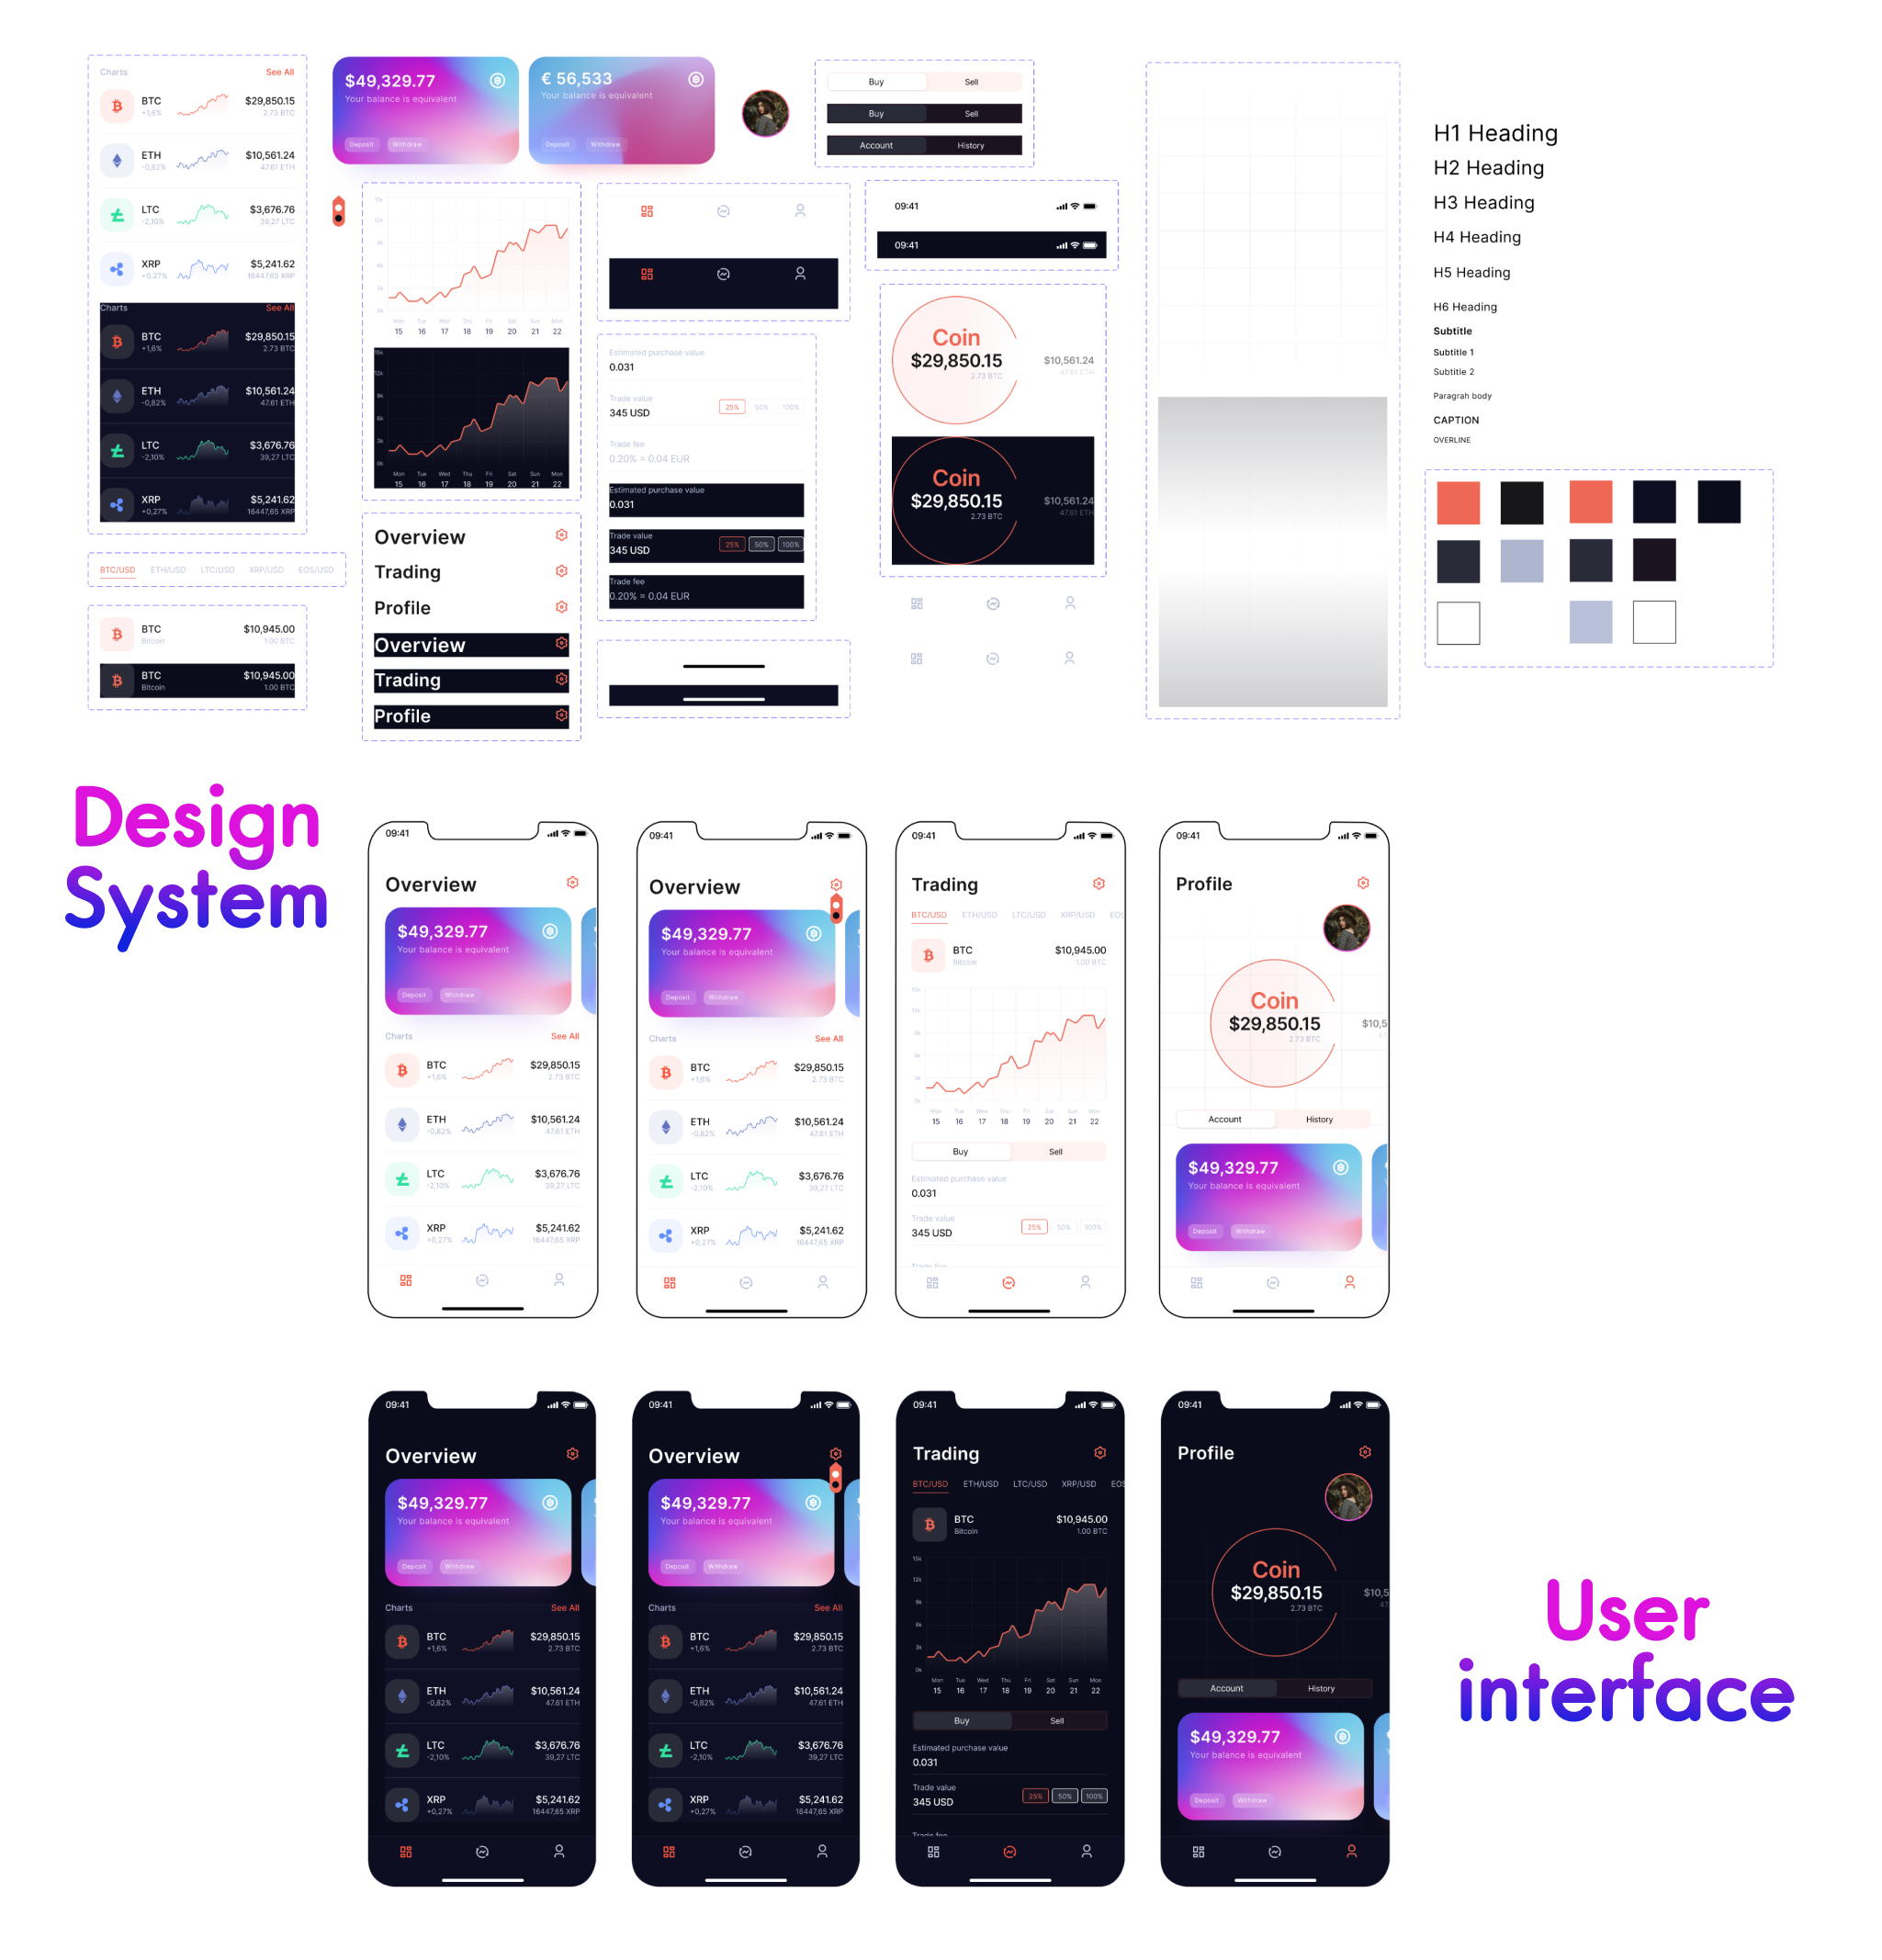 Charts See All
BTC $29,850.15
+1,6% 2.73 BTC
ETH $10,561.24
-0,82% 47.61 ETH
LTC $3,676.76
-2,10% 39,27 LTC
XRP $5,241.62
+0,27% 16447,65 XRP
Charts See All
BTC $29,850.15
+1,6% 2.73 BTC
ETH $10,561.24
-0,82% 47.61 ETH
LTC $3,676.76
-2,10% 39,27 LTC
XRP $5,241.62
+0,27% 16447,65 XRP
BTC/USD ETH/USD LTC/USD XRP/USD EOS/USD
BTC $10,945.00
Bitcoin 1.00 BTC
BTC $10,945.00
Bitcoin 1.00 BTC
$49,329.77
Your balance is equivalent
Deposit Withdraw
€ 56,533
Your balance is equivalent
Deposit Withdraw
15k
12k
9k
6k
3k
0k
Mon Tue Wed Thu Fri Sat Sun Mon
15 16 17 18 19 20 21 22
15k
12k
9k
6k
3k
0k
Mon Tue Wed Thu Fri Sat Sun Mon
15 16 17 18 19 20 21 22
Overview
Trading
Profile
Overview
Trading
Profile
Estimated purchase value
0.031
Trade value
345 USD 25% 50% 100%
Trade fee
0.20% = 0.04 EUR
Estimated purchase value
0.031
Trade value
345 USD 25% 50% 100%
Trade fee
0.20% = 0.04 EUR
Buy Sell
Buy Sell
Account History
09:41
09:41
Coin
$29,850.15 $10,561.24
2.73 BTC 47.61 ETH
Coin
$29,850.15 $10,561.24
2.73 BTC 47.61 ETH
H1 Heading
H2 Heading
H3 Heading
H4 Heading
H5 Heading
H6 Heading
Subtitle
Subtitle 1
Subtitle 2
Paragrah body
CAPTION
OVERLINE
Design
System
09:41
Overview
$49,329.77
Your balance is equivalent
Deposit Withdraw
Charts See All
BTC $29,850.15
+1,6% 2.73 BTC
ETH $10,561.24
-0,82% 47.61 ETH
LTC $3,676.76
-2,10% 39,27 LTC
XRP $5,241.62
+0,27% 16447,65 XRP
09:41
Overview
$49,329.77
Your balance is equivalent
Deposit Withdraw
Charts See All
BTC $29,850.15
+1,6% 2.73 BTC
ETH $10,561.24
-0,82% 47.61 ETH
LTC $3,676.76
-2,10% 39,27 LTC
XRP $5,241.62
+0,27% 16447,65 XRP
09:41
Trading
BTC/USD ETH/USD LTC/USD XRP/USD EOS
BTC $10,945.00
Bitcoin 1.00 BTC
15k
12k
9k
6k
3k
0k
Mon Tue Wed Thu Fri Sat Sun Mon
15 16 17 18 19 20 21 22
Buy Sell
Estimated purchase value
0.031
Trade value
345 USD 25% 50% 100%
Trade fee
09:41
Profile
Coin
$29,850.15 $10,5
2.73 BTC 47
Account History
$49,329.77
Your balance is equivalent
Deposit Withdraw
09:41
Overview
$49,329.77
Your balance is equivalent
Deposit Withdraw
Charts See All
BTC $29,850.15
+1,6% 2.73 BTC
ETH $10,561.24
-0,82% 47.61 ETH
LTC $3,676.76
-2,10% 39,27 LTC
XRP $5,241.62
+0,27% 16447,65 XRP
09:41
Overview
$49,329.77
Your balance is equivalent
Deposit Withdraw
Charts See All
BTC $29,850.15
+1,6% 2.73 BTC
ETH $10,561.24
-0,82% 47.61 ETH
LTC $3,676.76
-2,10% 39,27 LTC
XRP $5,241.62
+0,27% 16447,65 XRP
09:41
Trading
BTC/USD ETH/USD LTC/USD XRP/USD EOS
BTC $10,945.00
Bitcoin 1.00 BTC
15k
12k
9k
6k
3k
0k
Mon Tue Wed Thu Fri Sat Sun Mon
15 16 17 18 19 20 21 22
Buy Sell
Estimated purchase value
0.031
Trade value
345 USD 25% 50% 100%
Trade fee
09:41
Profile
Coin
$29,850.15 $10,5
2.73 BTC 47
Account History
$49,329.77
Your balance is equivalent
Deposit Withdraw
User
interface